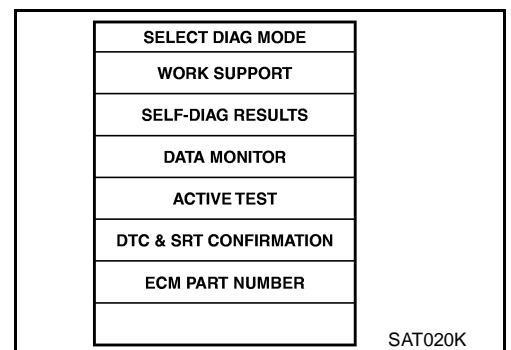 SELECT DIAG MODE
WORK SUPPORT
SELF-DIAG RESULTS
DATA MONITOR
ACTIVE TEST
DTC & SRT CONFIRMATION
ECM PART NUMBER
SAT020K